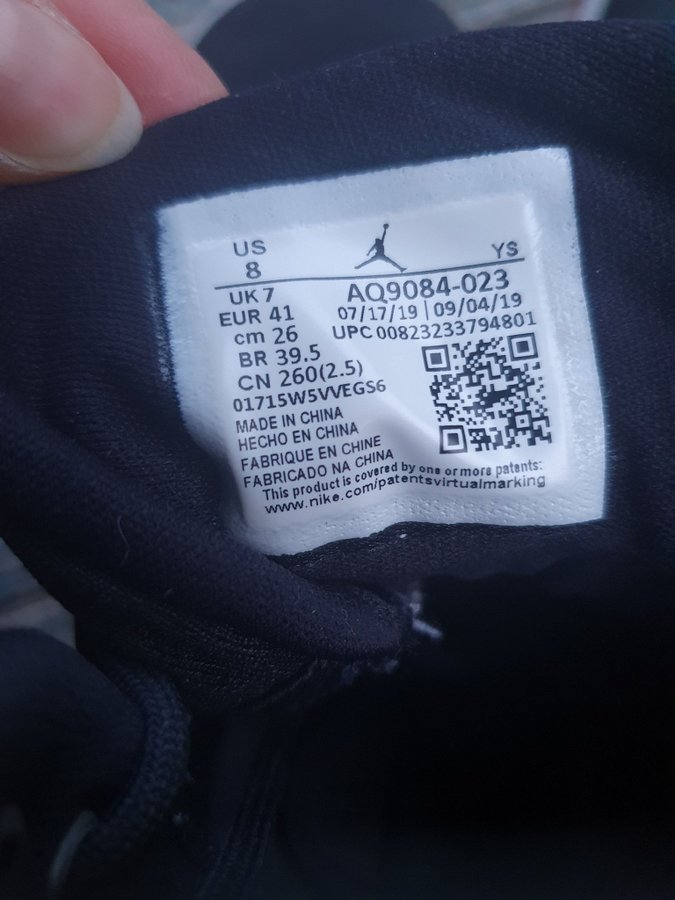 US
8
YS
UK 7
EUR 41
cm 26
BR 39.5
CN 260(2.5)
01715W5VVEGS6
AQ9084-023
07/17/19 | 09/04/19
UPC 00823233794801
MADE IN CHINA
HECHO EN CHINA
FABRIQUE EN CHINE
FABRICADO NA CHINA
This product is covered by one or more patents:
www.nike.com/patentsvirtualmarking